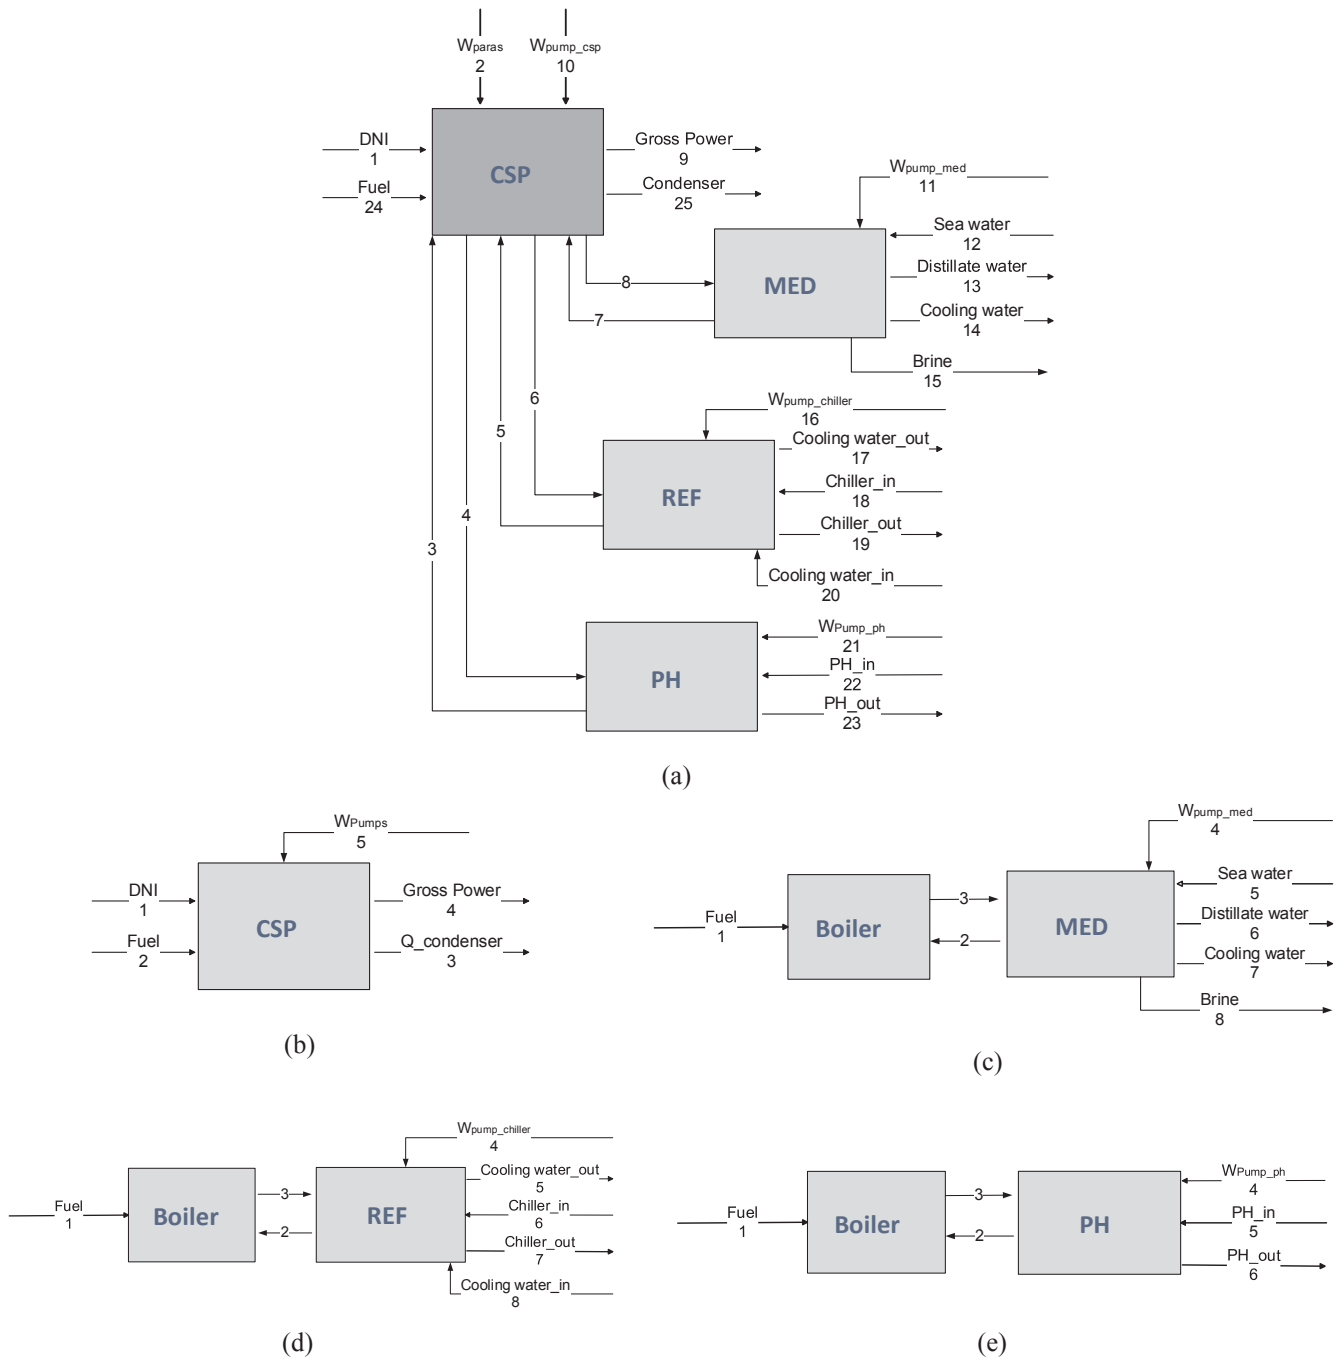 Wparas
2
Wpump_csp
10
DNI
1
Fuel
24
CSP
Gross Power
9
Condenser
25
Wpump_med
11
Sea water
12
Distillate water
13
Cooling water
14
Brine
15
MED
8
7
6
5
4
3
Wpump_chiller
16
Cooling water_out
17
Chiller_in
18
Chiller_out
19
Cooling water_in
20
REF
WPump_ph
21
PH_in
22
PH_out
23
PH
(a)
WPumps
5
DNI
1
Fuel
2
CSP
Gross Power
4
Q_condenser
3
(b)
Fuel
1
Boiler
3
2
MED
Wpump_med
4
Sea water
5
Distillate water
6
Cooling water
7
Brine
8
(c)
Fuel
1
Boiler
3
2
REF
Wpump_chiller
4
Cooling water_out
5
Chiller_in
6
Chiller_out
7
Cooling water_in
8
(d)
Fuel
1
Boiler
3
2
PH
WPump_ph
4
PH_in
5
PH_out
6
(e)